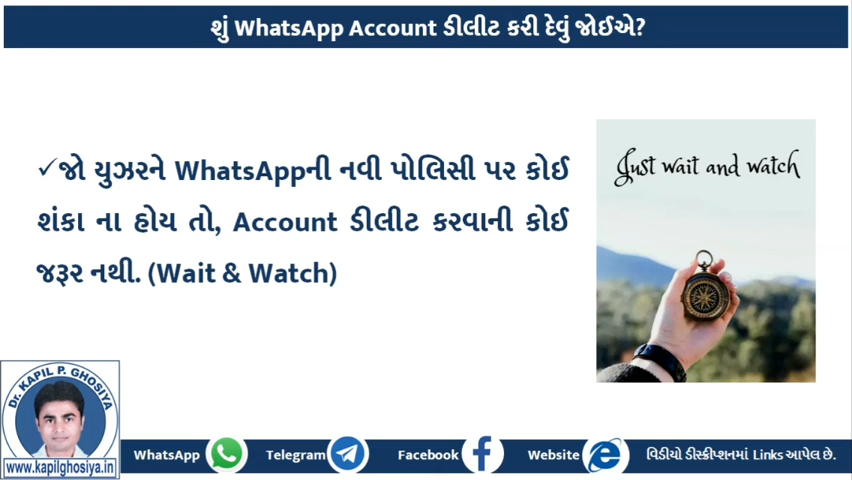 શું WhatsApp Account ડીલીટ કરી દેવું જોઈએ?
✓જો યુઝરને WhatsAppની નવી પોલિસી પર કોઈ
શંકા ના હોય તો, Account ડીલીટ કરવાની કોઈ
જરૂર નથી. (Wait & Watch)
Just wait and watch
Dr. KAPIL P. GHOSIYA
www.kapilghosiya.in
WhatsApp Telegram Facebook Website વિડીયો ડીસ્ક્રીપ્શનમાં Links આપેલ છે.